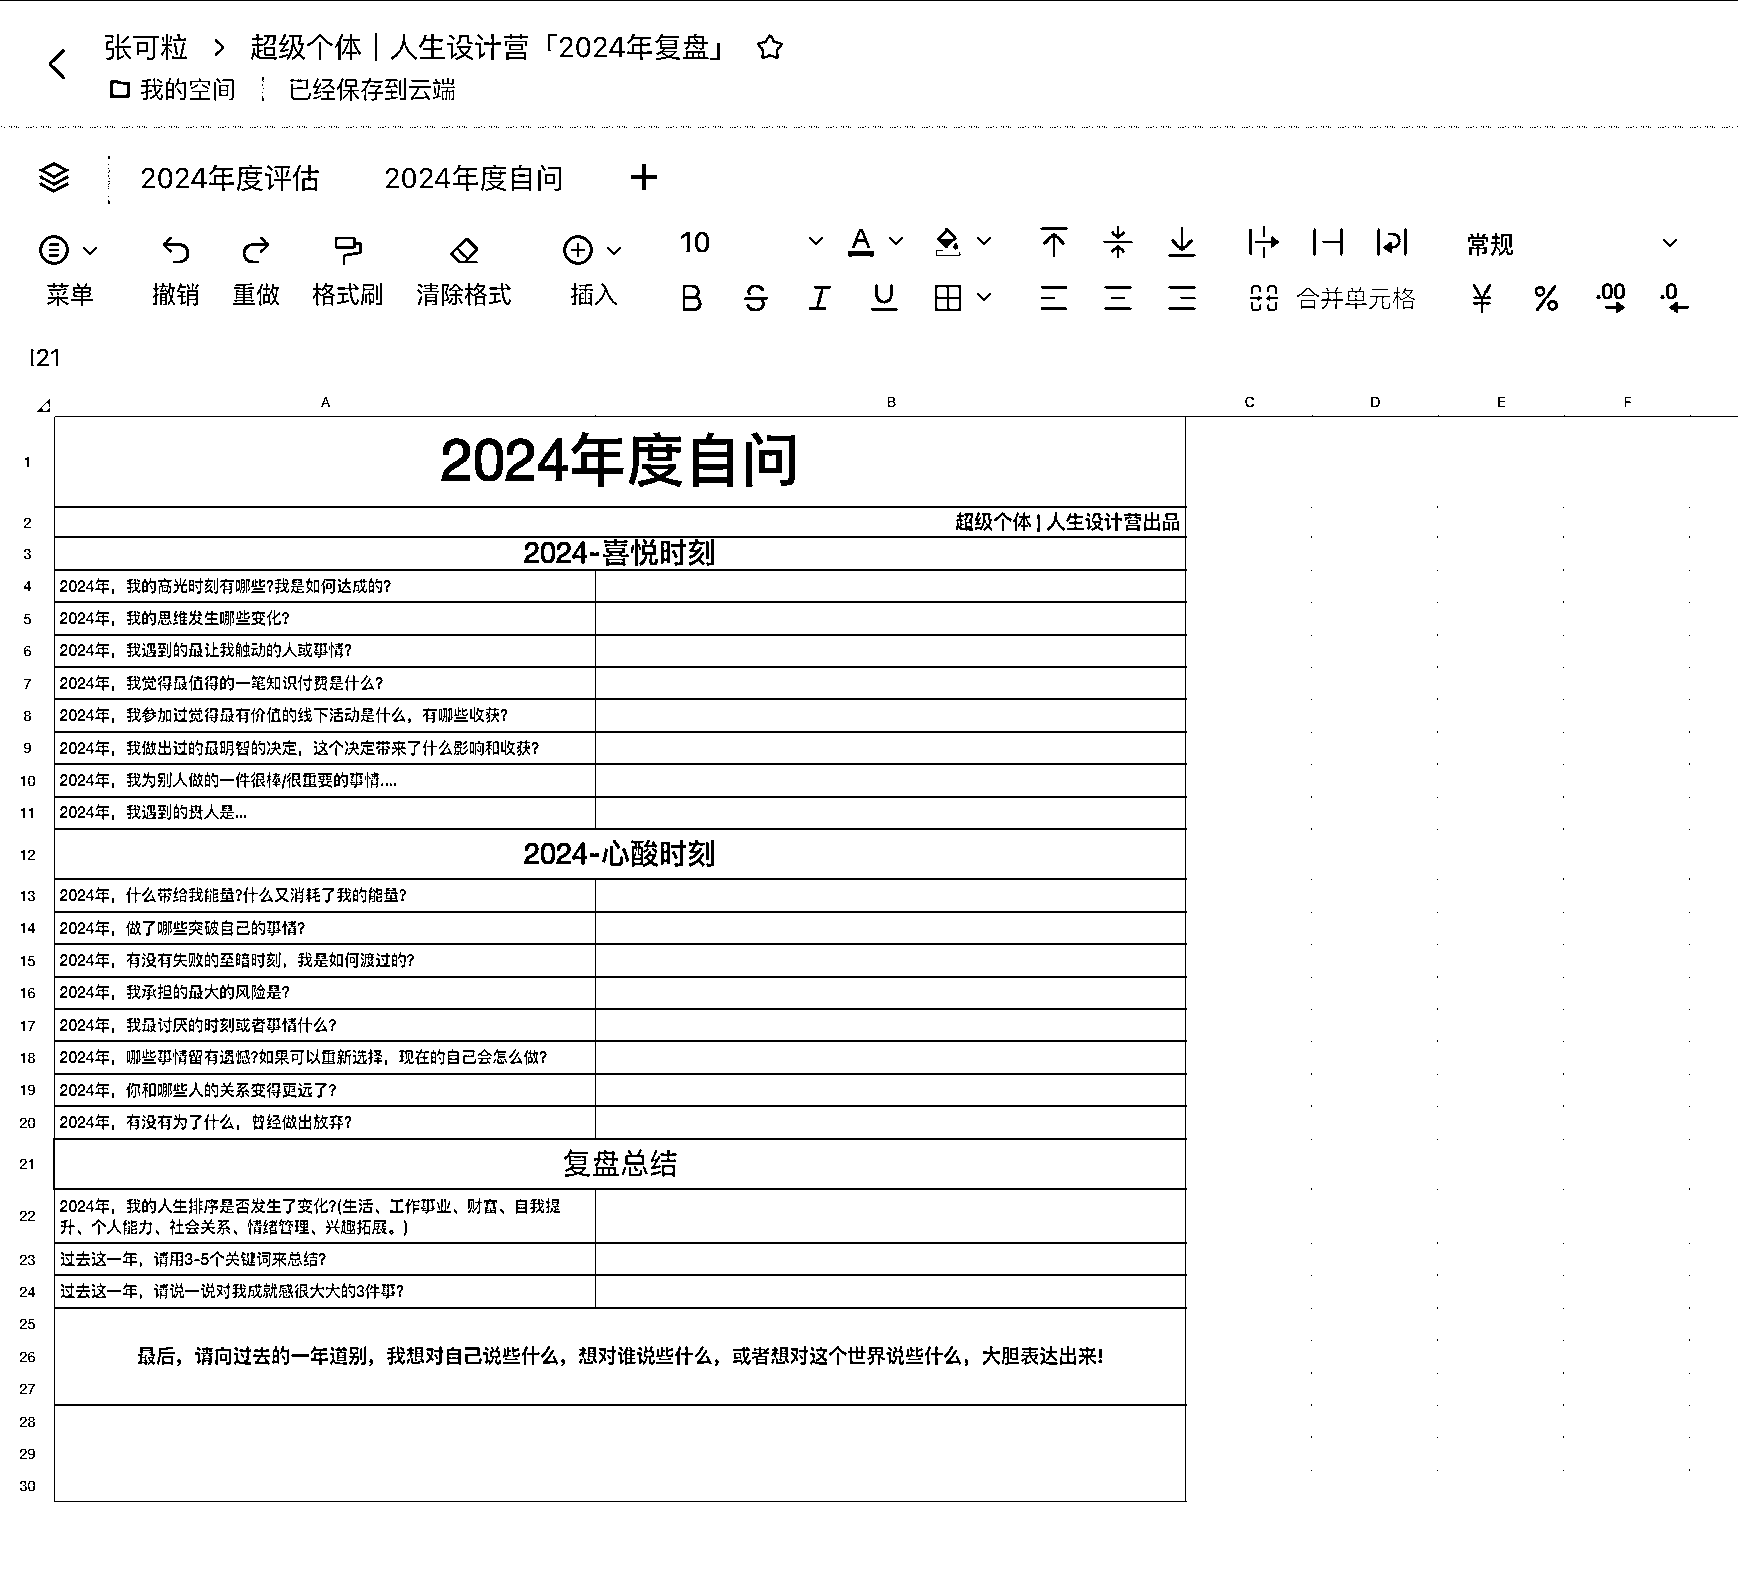 张可粒 > 超级个体｜人生设计营「2024年复盘」
我的空间 已经保存到云端
2024年度评估 2024年度自问 +
10 A 常规
菜单 撤销 重做 格式刷 清除格式 插入 B S I U 合并单元格 ¥ % .00 .0
I21
A B C D E F
1 2024年度自问
2 超级个体 | 人生设计营出品
3 2024-喜悦时刻
4 2024年，我的高光时刻有哪些?我是如何达成的?
5 2024年，我的思维发生哪些变化?
6 2024年，我遇到的最让我触动的人或事情?
7 2024年，我觉得最值得的一笔知识付费是什么?
8 2024年，我参加过觉得最有价值的线下活动是什么，有哪些收获?
9 2024年，我做出过的最明智的决定，这个决定带来了什么影响和收获?
10 2024年，我为别人做的一件很棒/很重要的事情....
11 2024年，我遇到的贵人是...
12 2024-心酸时刻
13 2024年，什么带给我能量?什么又消耗了我的能量?
14 2024年，做了哪些突破自己的事情?
15 2024年，有没有失败的至暗时刻，我是如何渡过的?
16 2024年，我承担的最大的风险是?
17 2024年，我最讨厌的时刻或者事情什么?
18 2024年，哪些事情留有遗憾?如果可以重新选择，现在的自己会怎么做?
19 2024年，你和哪些人的关系变得更远了?
20 2024年，有没有为了什么，曾经做出放弃?
21 复盘总结
22 2024年，我的人生排序是否发生了变化?(生活、工作事业、财富、自我提
升、个人能力、社会关系、情绪管理、兴趣拓展。)
23 过去这一年，请用3-5个关键词来总结?
24 过去这一年，请说一说对我成就感很大大的3件事?
25
26 最后，请向过去的一年道别，我想对自己说些什么，想对谁说些什么，或者想对这个世界说些什么，大胆表达出来!
27
28
29
30